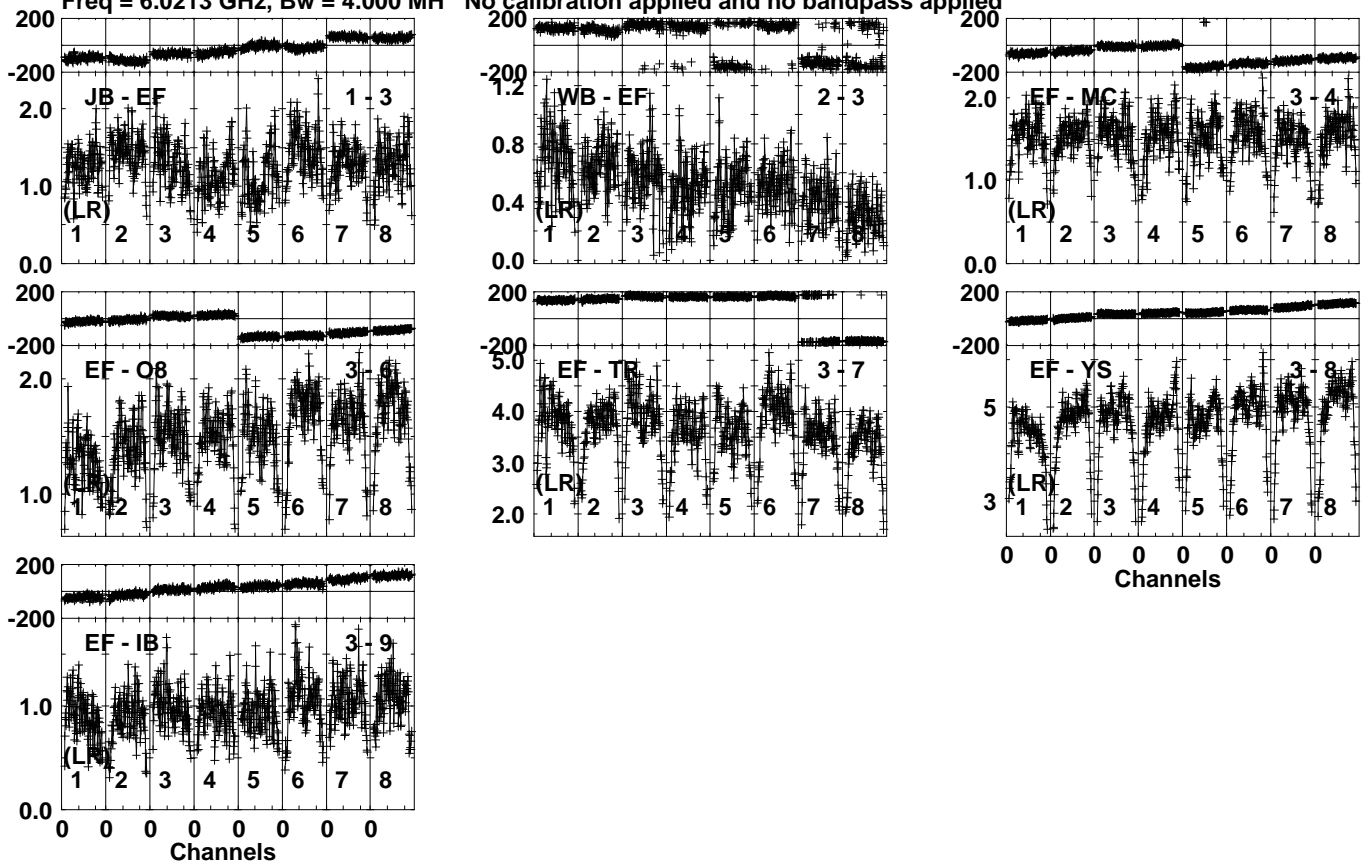 Freq = 6.0213 GHz, Bw = 4.000 MH No calibration applied and no bandpass applied
200
-200
JB - EF 1 - 3
2.0
1.0
0.0
(LR)
1 2 3 4 5 6 7 8
200
-200
WB - EF 2 - 3
1.2
0.8
0.4
0.0
(LR)
1 2 3 4 5 6 7 8
200
-200
EF - MC 3 - 4
2.0
1.0
0.0
(LR)
1 2 3 4 5 6 7 8
200
-200
EF - O8 3 - 6
2.0
1.0
(LR)
1 2 3 4 5 6 7 8
200
-200
EF - TR 3 - 7
5.0
4.0
3.0
2.0
(LR)
1 2 3 4 5 6 7 8
200
-200
EF - YS 3 - 8
5
3
(LR)
1 2 3 4 5 6 7 8
0 0 0 0 0 0 0 0
Channels
200
-200
EF - IB 3 - 9
1.0
0.0
(LR)
1 2 3 4 5 6 7 8
0 0 0 0 0 0 0 0
Channels